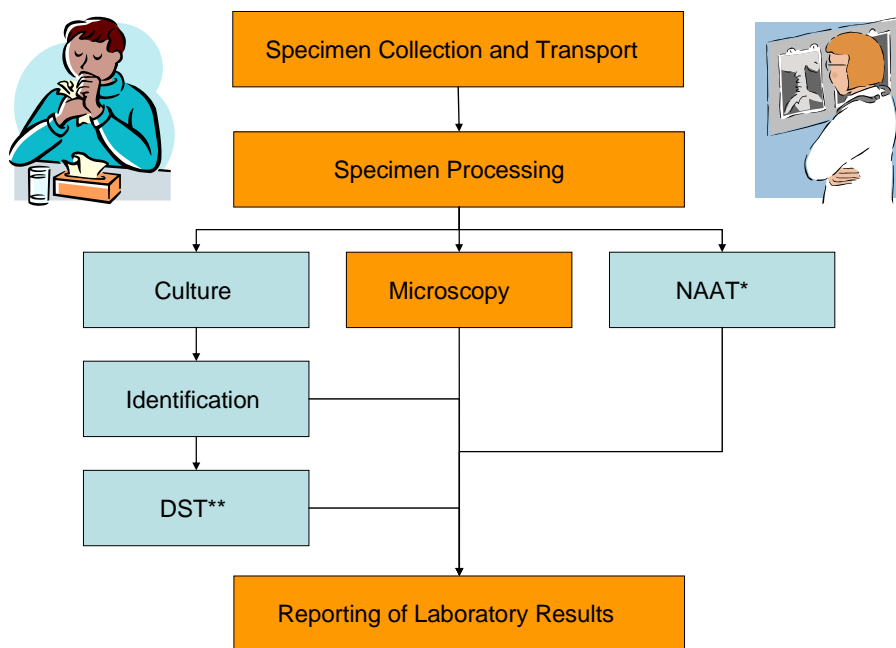 Specimen Collection and Transport
Specimen Processing
Culture
Microscopy
NAAT*
Identification
DST**
Reporting of Laboratory Results